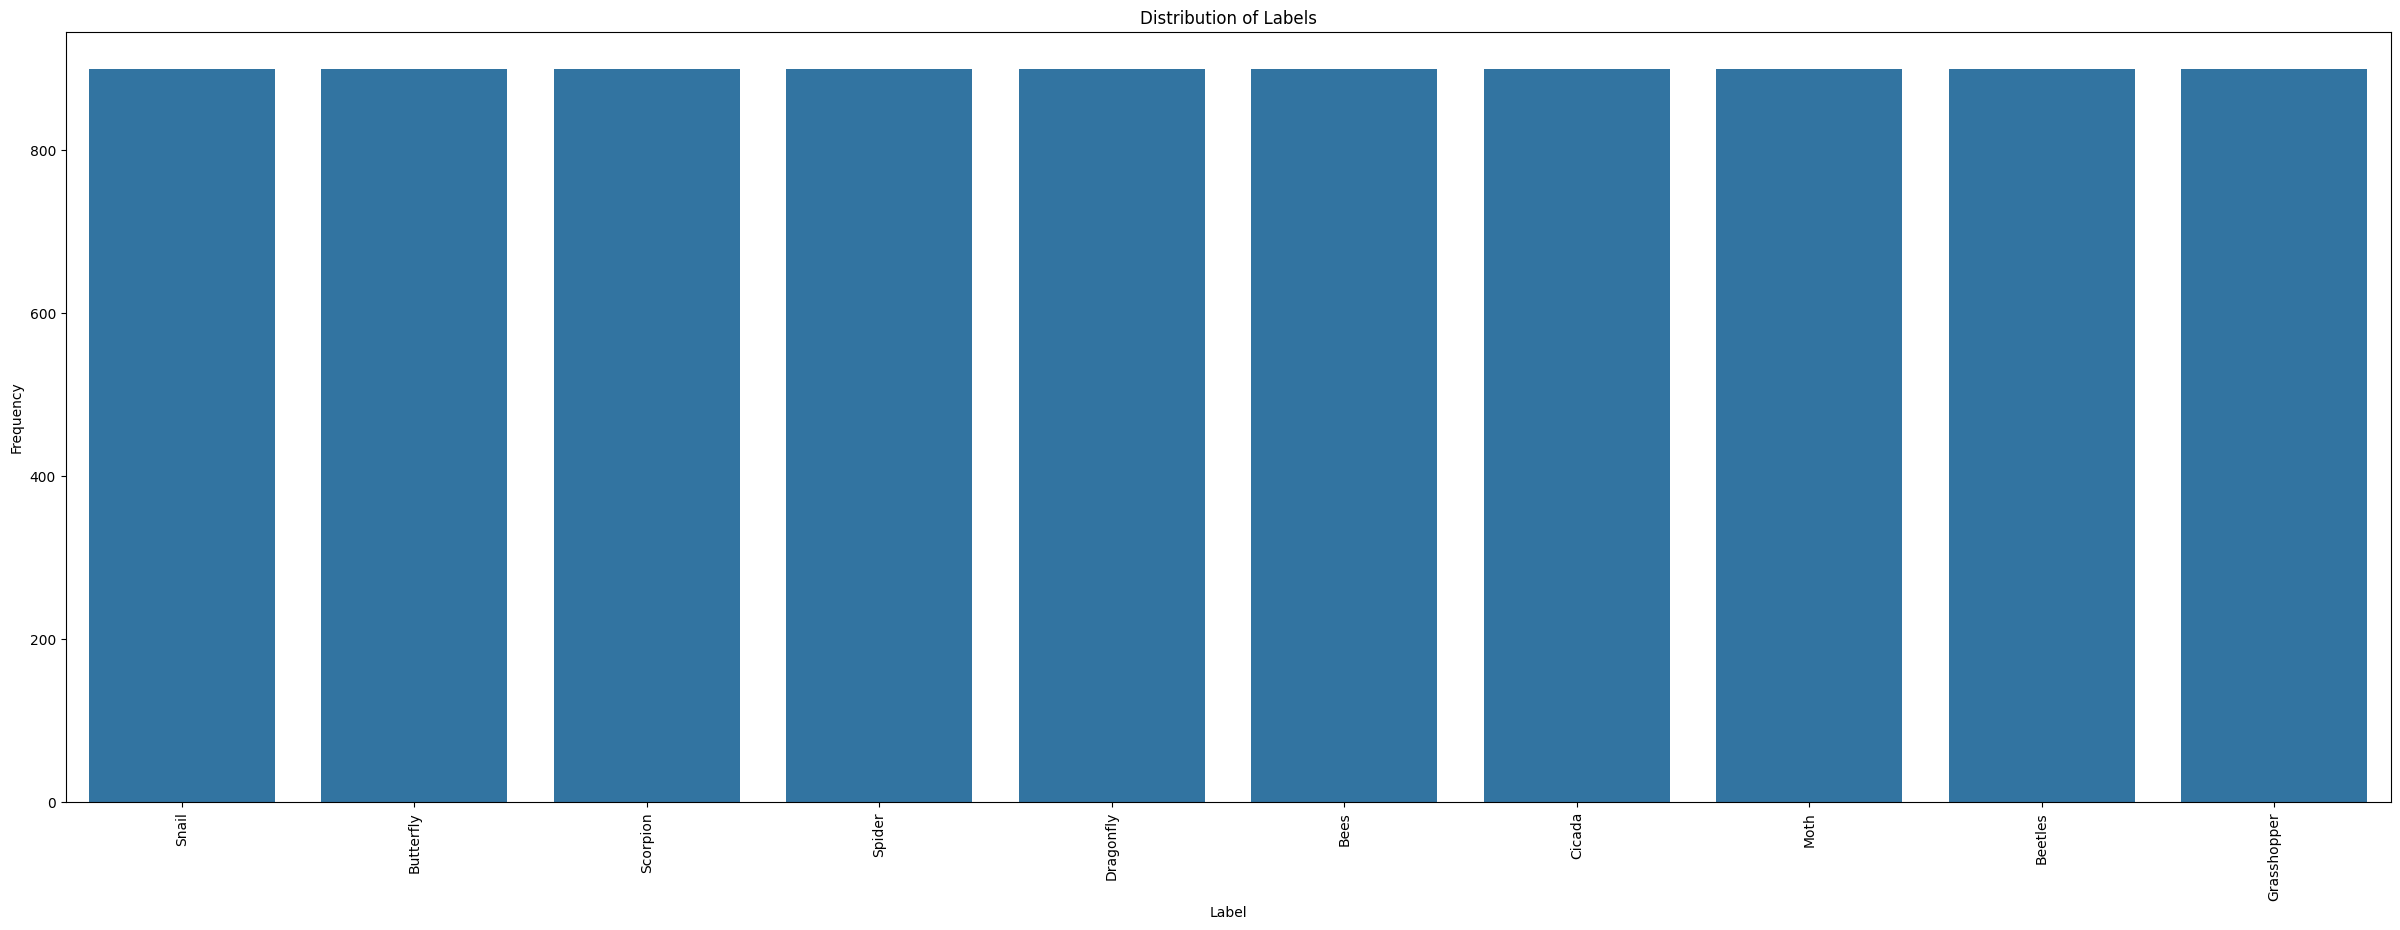 Distribution of Labels
Frequency
800
600
400
200
0
Snail
Butterfly
Scorpion
Spider
Dragonfly
Bees
Cicada
Moth
Beetles
Grasshopper
Label